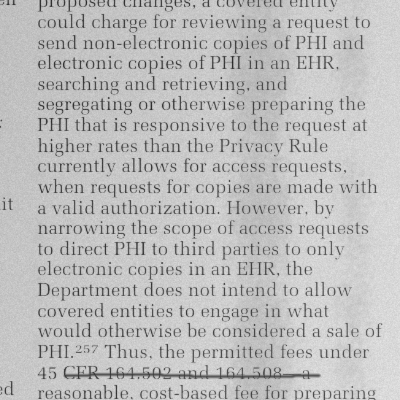 it
ed
proposed changes, a covered entity
could charge for reviewing a request to
send non-electronic copies of PHI and
electronic copies of PHI in an EHR,
searching and retrieving, and
segregating or otherwise preparing the
PHI that is responsive to the request at
higher rates than the Privacy Rule
currently allows for access requests,
when requests for copies are made with
a valid authorization. However, by
narrowing the scope of access requests
to direct PHI to third parties to only
electronic copies in an EHR, the
Department does not intend to allow
covered entities to engage in what
would otherwise be considered a sale of
PHI.²⁵⁷ Thus, the permitted fees under
45 CFR 164.502 and 164.508—a
reasonable, cost-based fee for preparing